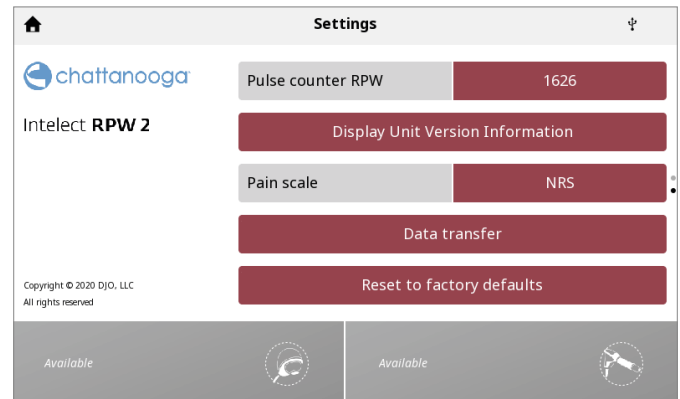 Settings
chattanooga
Intelect RPW 2
Pulse counter RPW 1626
Display Unit Version Information
Pain scale NRS
Data transfer
Reset to factory defaults
Copyright © 2020 DJO, LLC
All rights reserved
Available Available